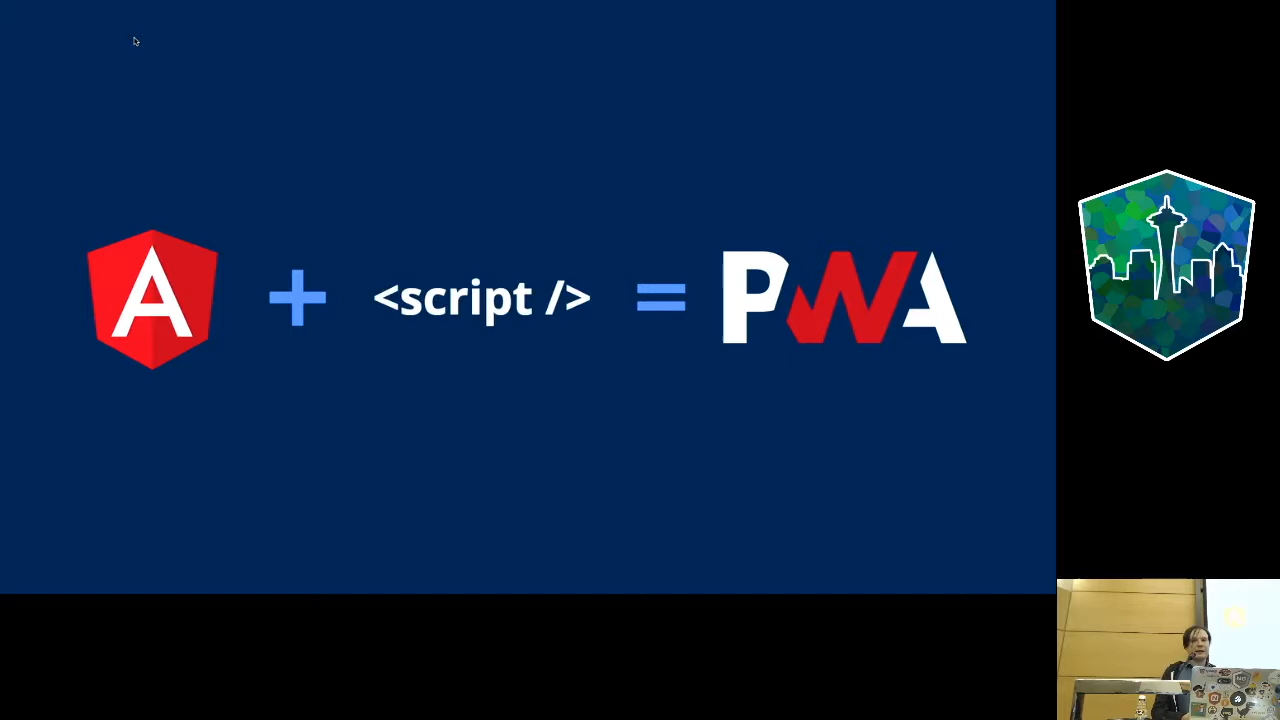 A + <script /> = PWA